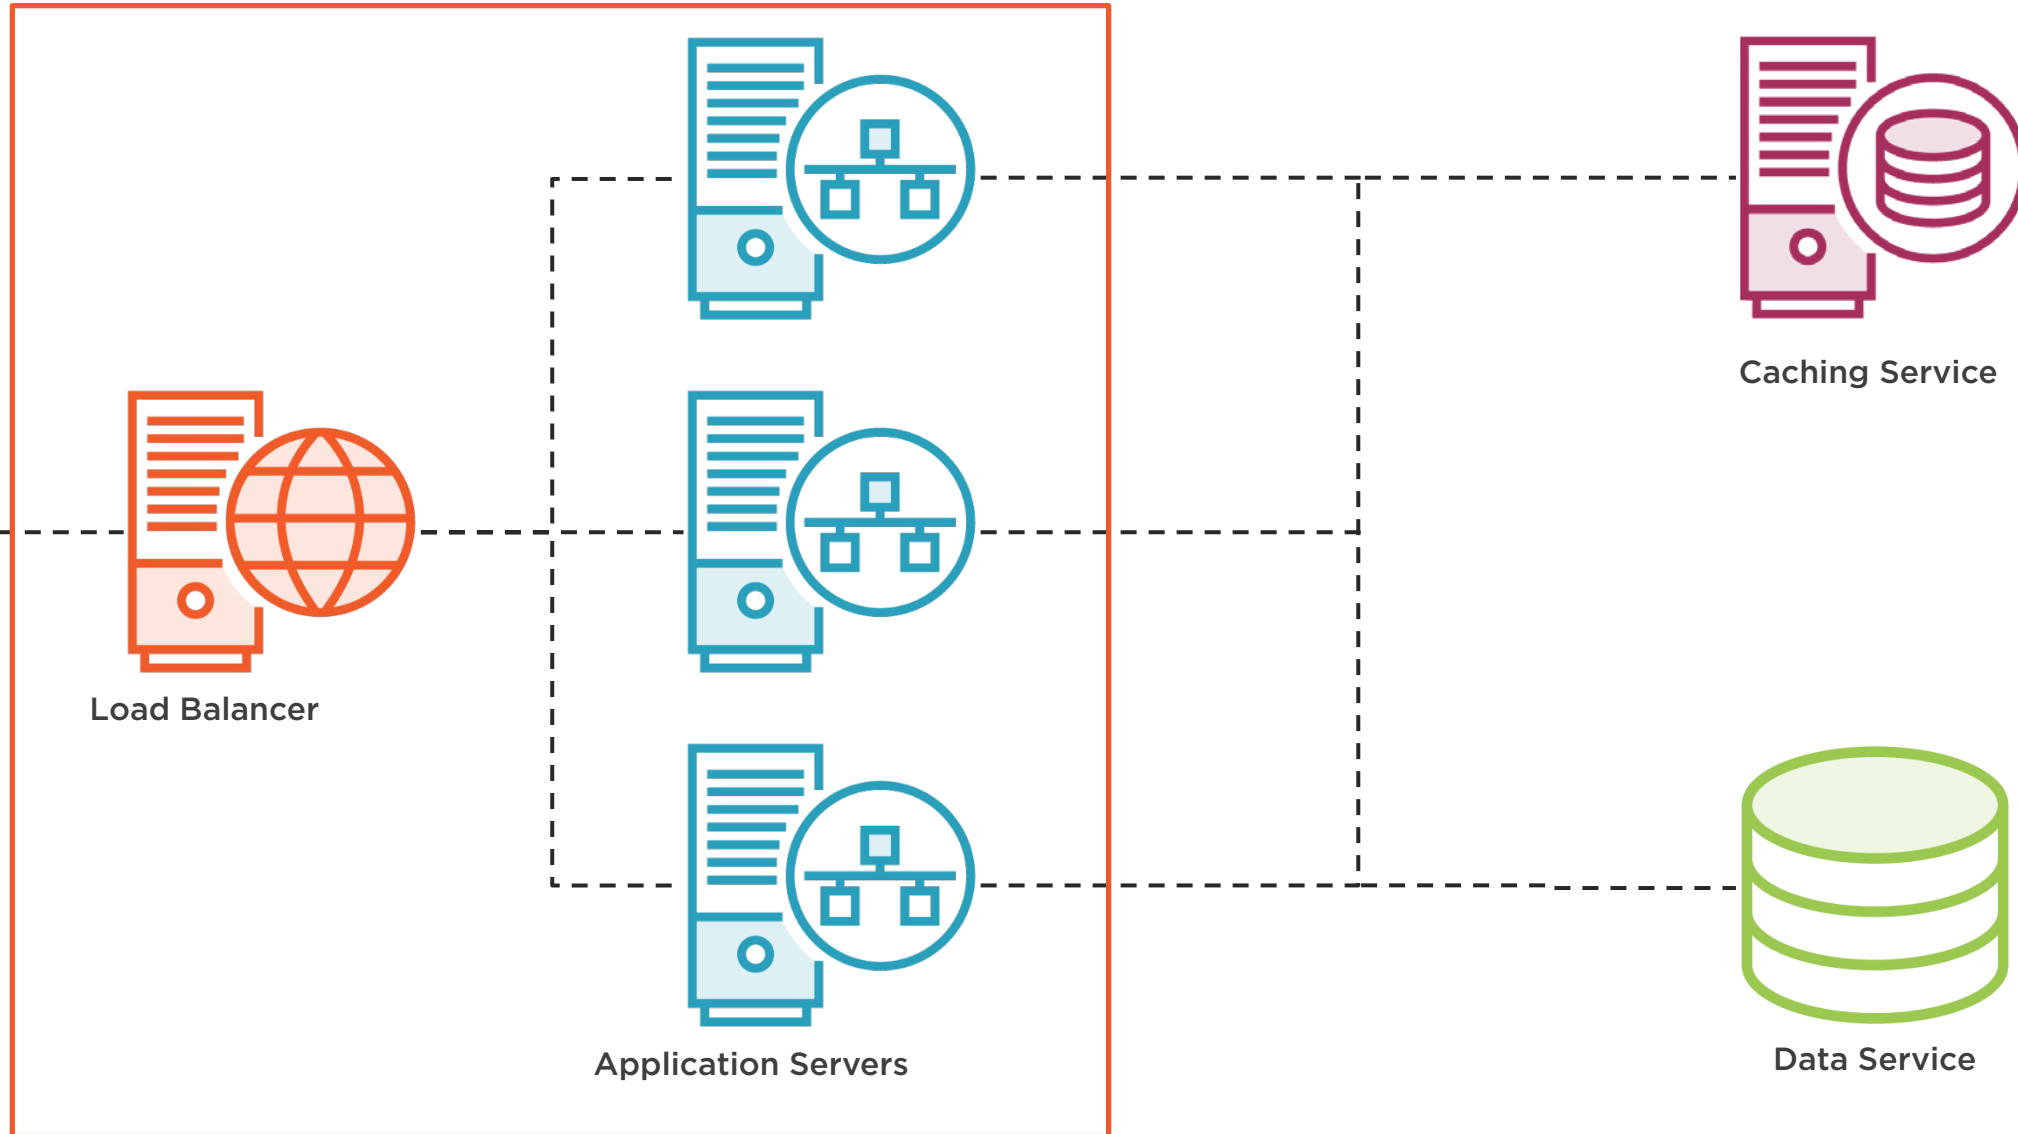 Caching Service
Load Balancer
Application Servers
Data Service